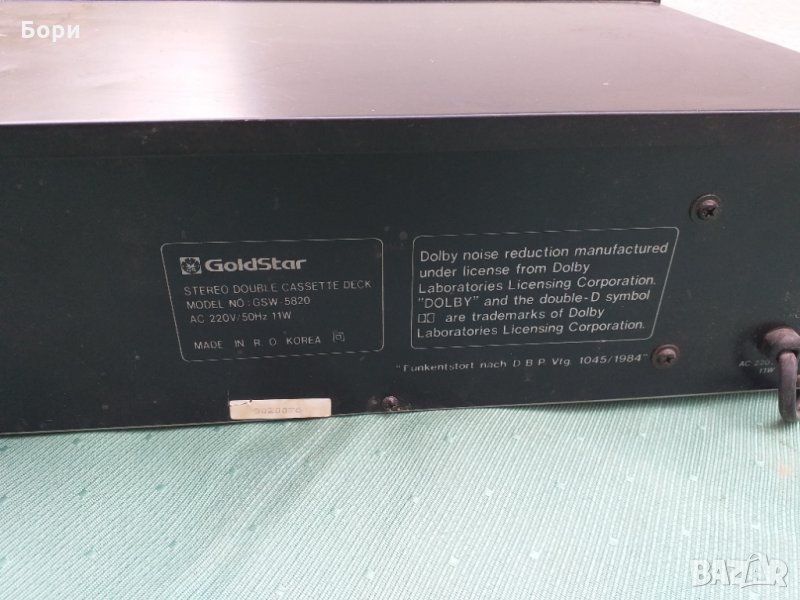 Бори
GoldStar
STEREO DOUBLE CASSETTE DECK
MODEL NO.: GSW-5820
AC 220V/50Hz 11W
MADE IN R. O. KOREA
Dolby noise reduction manufactured
under license from Dolby
Laboratories Licensing Corporation.
"DOLBY" and the double-D symbol
are trademarks of Dolby
Laboratories Licensing Corporation.
"Funkentstort nach D.B.P. Vfg. 1045/1984"
AC-220
11W
BAZAR